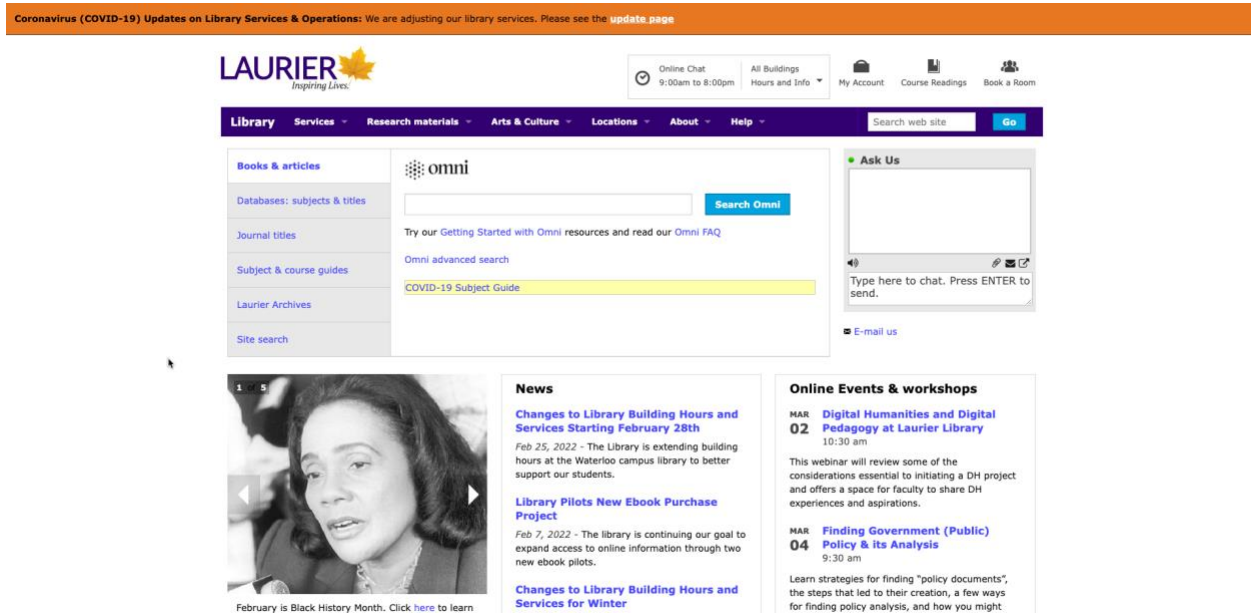 Coronavirus (COVID-19) Updates on Library Services & Operations: We are adjusting our library services. Please see the update page
LAURIER
Inspiring Lives.
Online Chat
9:00am to 8:00pm
All Buildings
Hours and Info
My Account
Course Readings
Book a Room
Library
Services
Research materials
Arts & Culture
Locations
About
Help
Search web site
Go
Books & articles
Databases: subjects & titles
Journal titles
Subject & course guides
Laurier Archives
Site search
omni
Search Omni
Try our Getting Started with Omni resources and read our Omni FAQ
Omni advanced search
COVID-19 Subject Guide
Ask Us
Type here to chat. Press ENTER to
send.
E-mail us
1 of 5
February is Black History Month. Click here to learn
News
Changes to Library Building Hours and
Services Starting February 28th
Feb 25, 2022 - The Library is extending building
hours at the Waterloo campus library to better
support our students.
Library Pilots New Ebook Purchase
Project
Feb 7, 2022 - The library is continuing our goal to
expand access to online information through two
new ebook pilots.
Changes to Library Building Hours and
Services for Winter
Online Events & workshops
MAR
02
Digital Humanities and Digital
Pedagogy at Laurier Library
10:30 am
This webinar will review some of the
considerations essential to initiating a DH project
and offers a space for faculty to share DH
experiences and aspirations.
MAR
04
Finding Government (Public)
Policy & its Analysis
9:30 am
Learn strategies for finding "policy documents",
the steps that led to their creation, a few ways
for finding policy analysis, and how you might